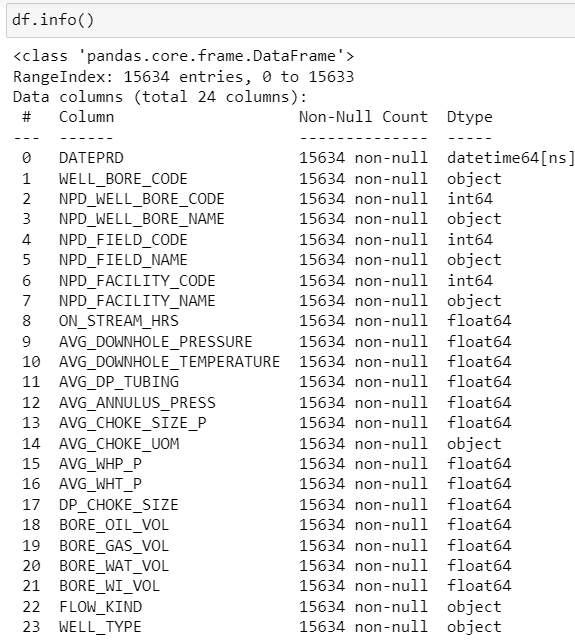 df.info()
<class 'pandas.core.frame.DataFrame'>
RangeIndex: 15634 entries, 0 to 15633
Data columns (total 24 columns):
 #   Column                    Non-Null Count  Dtype
---  ------                    --------------  -----
 0   DATEPRD                   15634 non-null  datetime64[ns]
 1   WELL_BORE_CODE            15634 non-null  object
 2   NPD_WELL_BORE_CODE        15634 non-null  int64
 3   NPD_WELL_BORE_NAME        15634 non-null  object
 4   NPD_FIELD_CODE            15634 non-null  int64
 5   NPD_FIELD_NAME            15634 non-null  object
 6   NPD_FACILITY_CODE         15634 non-null  int64
 7   NPD_FACILITY_NAME         15634 non-null  object
 8   ON_STREAM_HRS             15634 non-null  float64
 9   AVG_DOWNHOLE_PRESSURE     15634 non-null  float64
 10  AVG_DOWNHOLE_TEMPERATURE  15634 non-null  float64
 11  AVG_DP_TUBING             15634 non-null  float64
 12  AVG_ANNULUS_PRESS         15634 non-null  float64
 13  AVG_CHOKE_SIZE_P          15634 non-null  float64
 14  AVG_CHOKE_UOM             15634 non-null  object
 15  AVG_WHP_P                 15634 non-null  float64
 16  AVG_WHT_P                 15634 non-null  float64
 17  DP_CHOKE_SIZE             15634 non-null  float64
 18  BORE_OIL_VOL              15634 non-null  float64
 19  BORE_GAS_VOL              15634 non-null  float64
 20  BORE_WAT_VOL              15634 non-null  float64
 21  BORE_WI_VOL               15634 non-null  float64
 22  FLOW_KIND                 15634 non-null  object
 23  WELL_TYPE                 15634 non-null  object